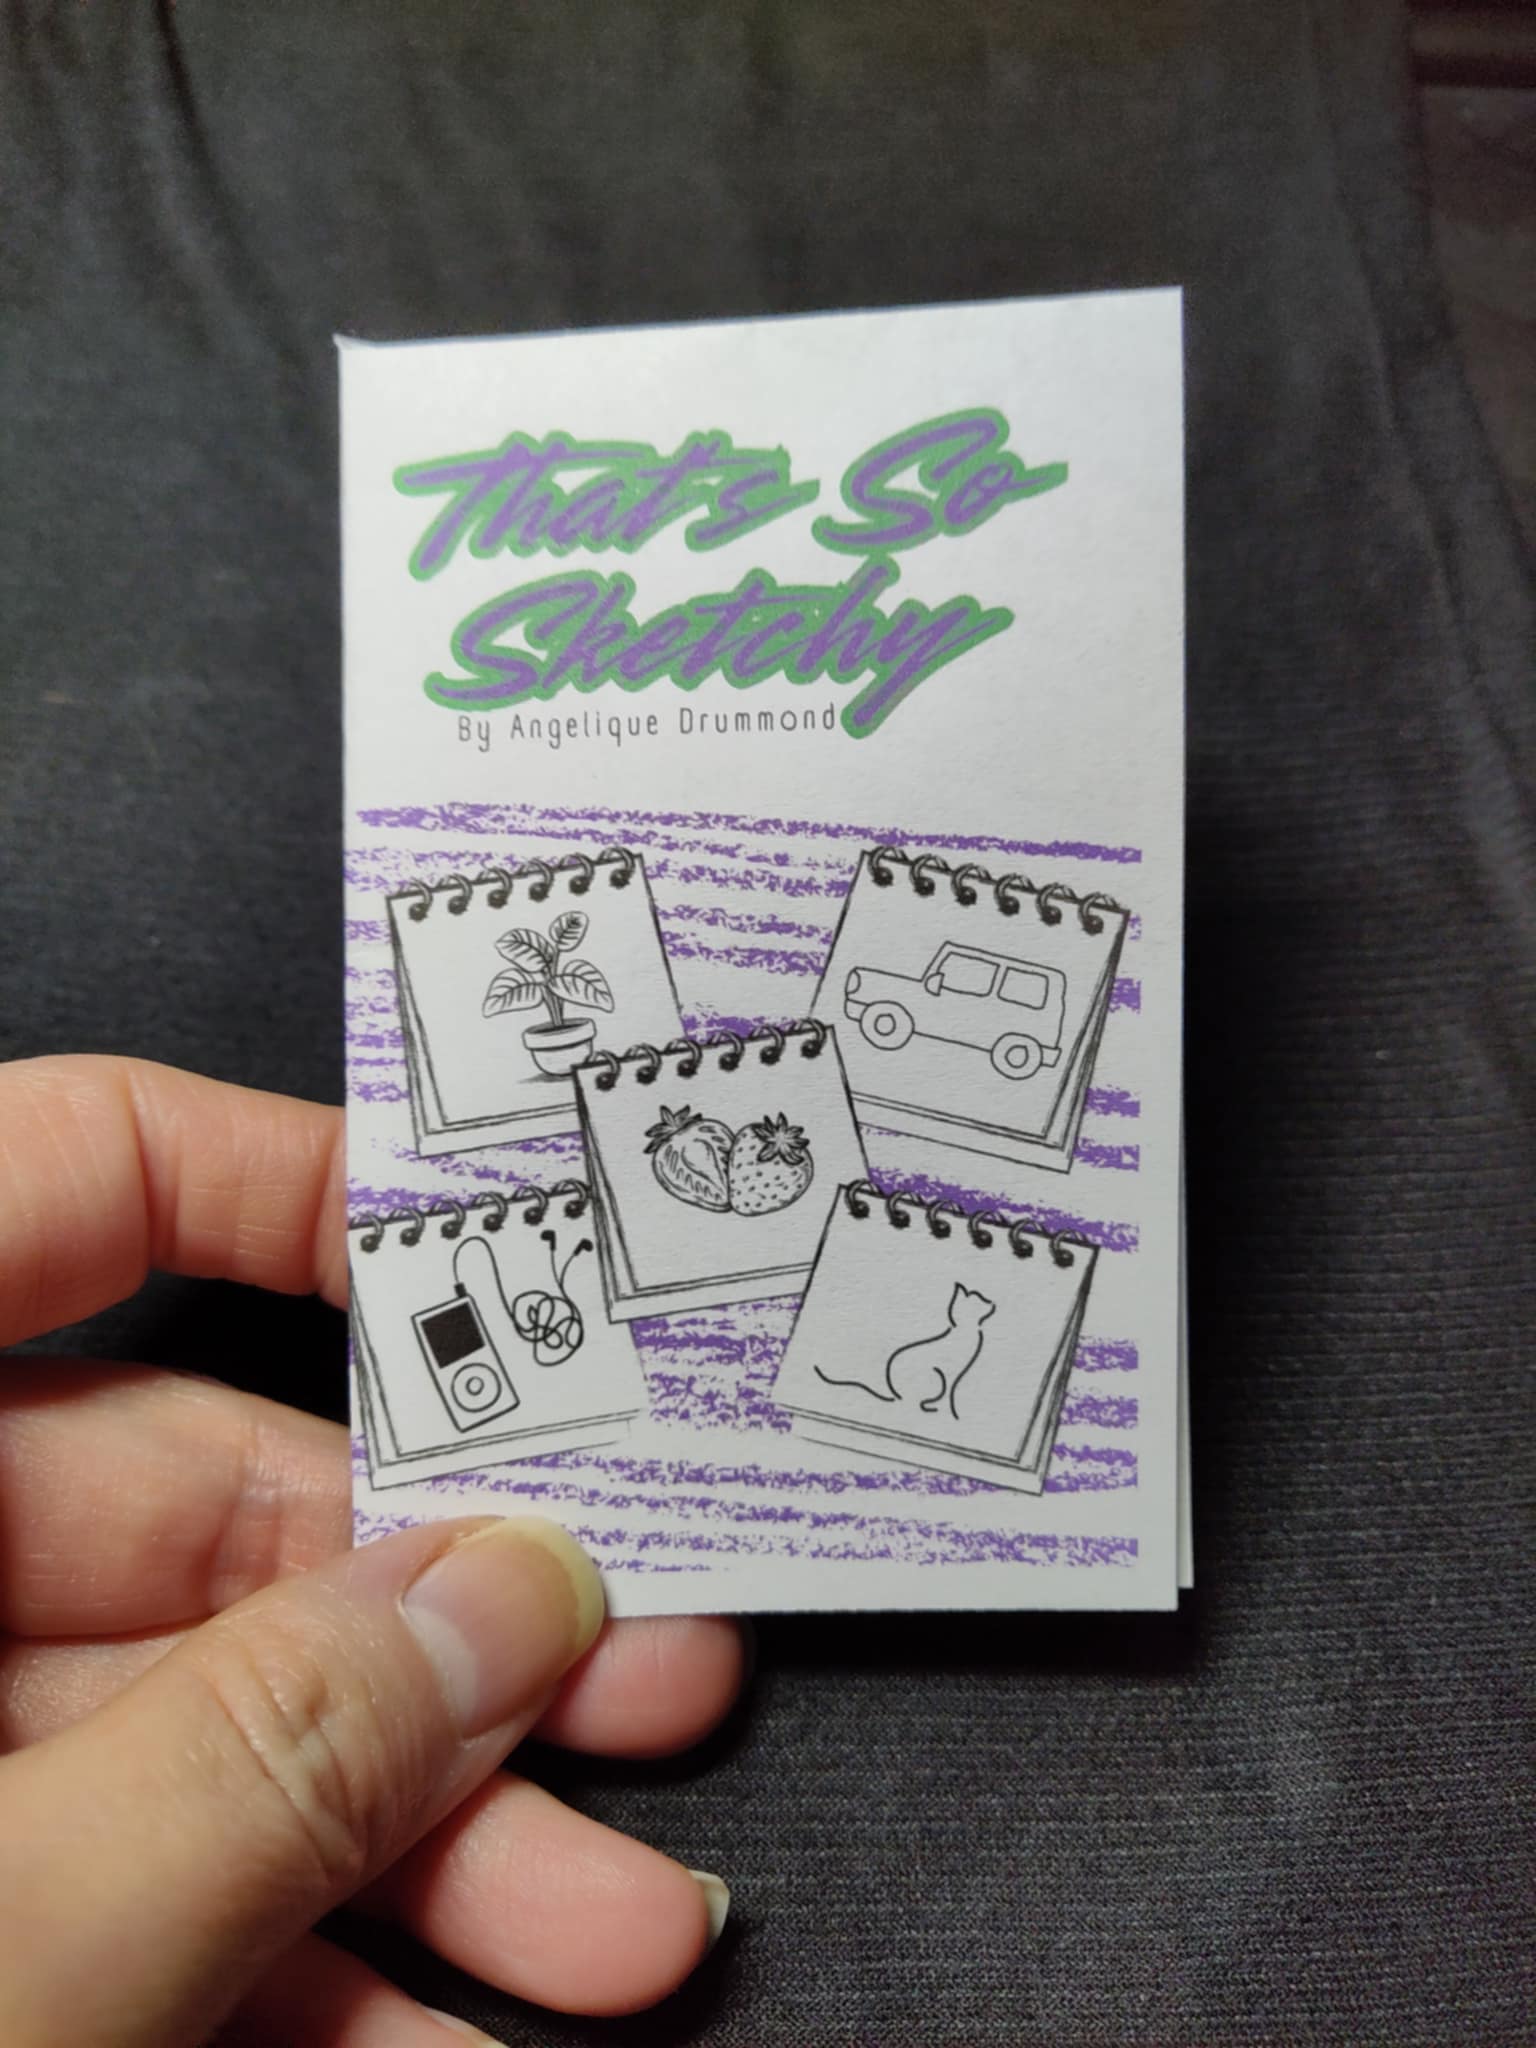 That's So
Sketchy
By Angelique Drummond